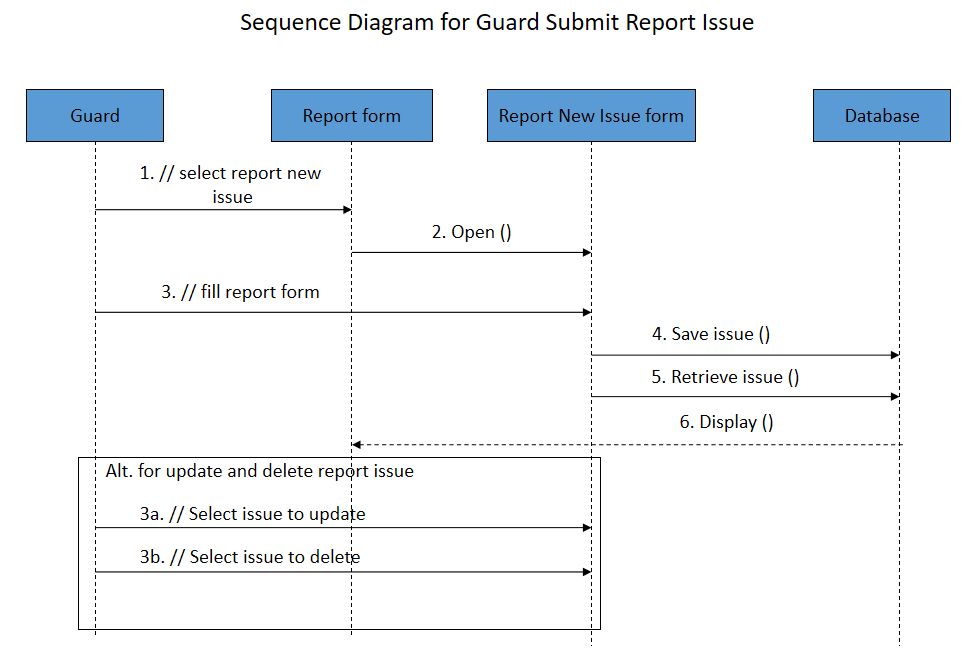 Sequence Diagram for Guard Submit Report Issue
Guard
Report form
Report New Issue form
Database
1. // select report new
issue
2. Open ()
3. // fill report form
4. Save issue ()
5. Retrieve issue ()
6. Display ()
Alt. for update and delete report issue
3a. // Select issue to update
3b. // Select issue to delete